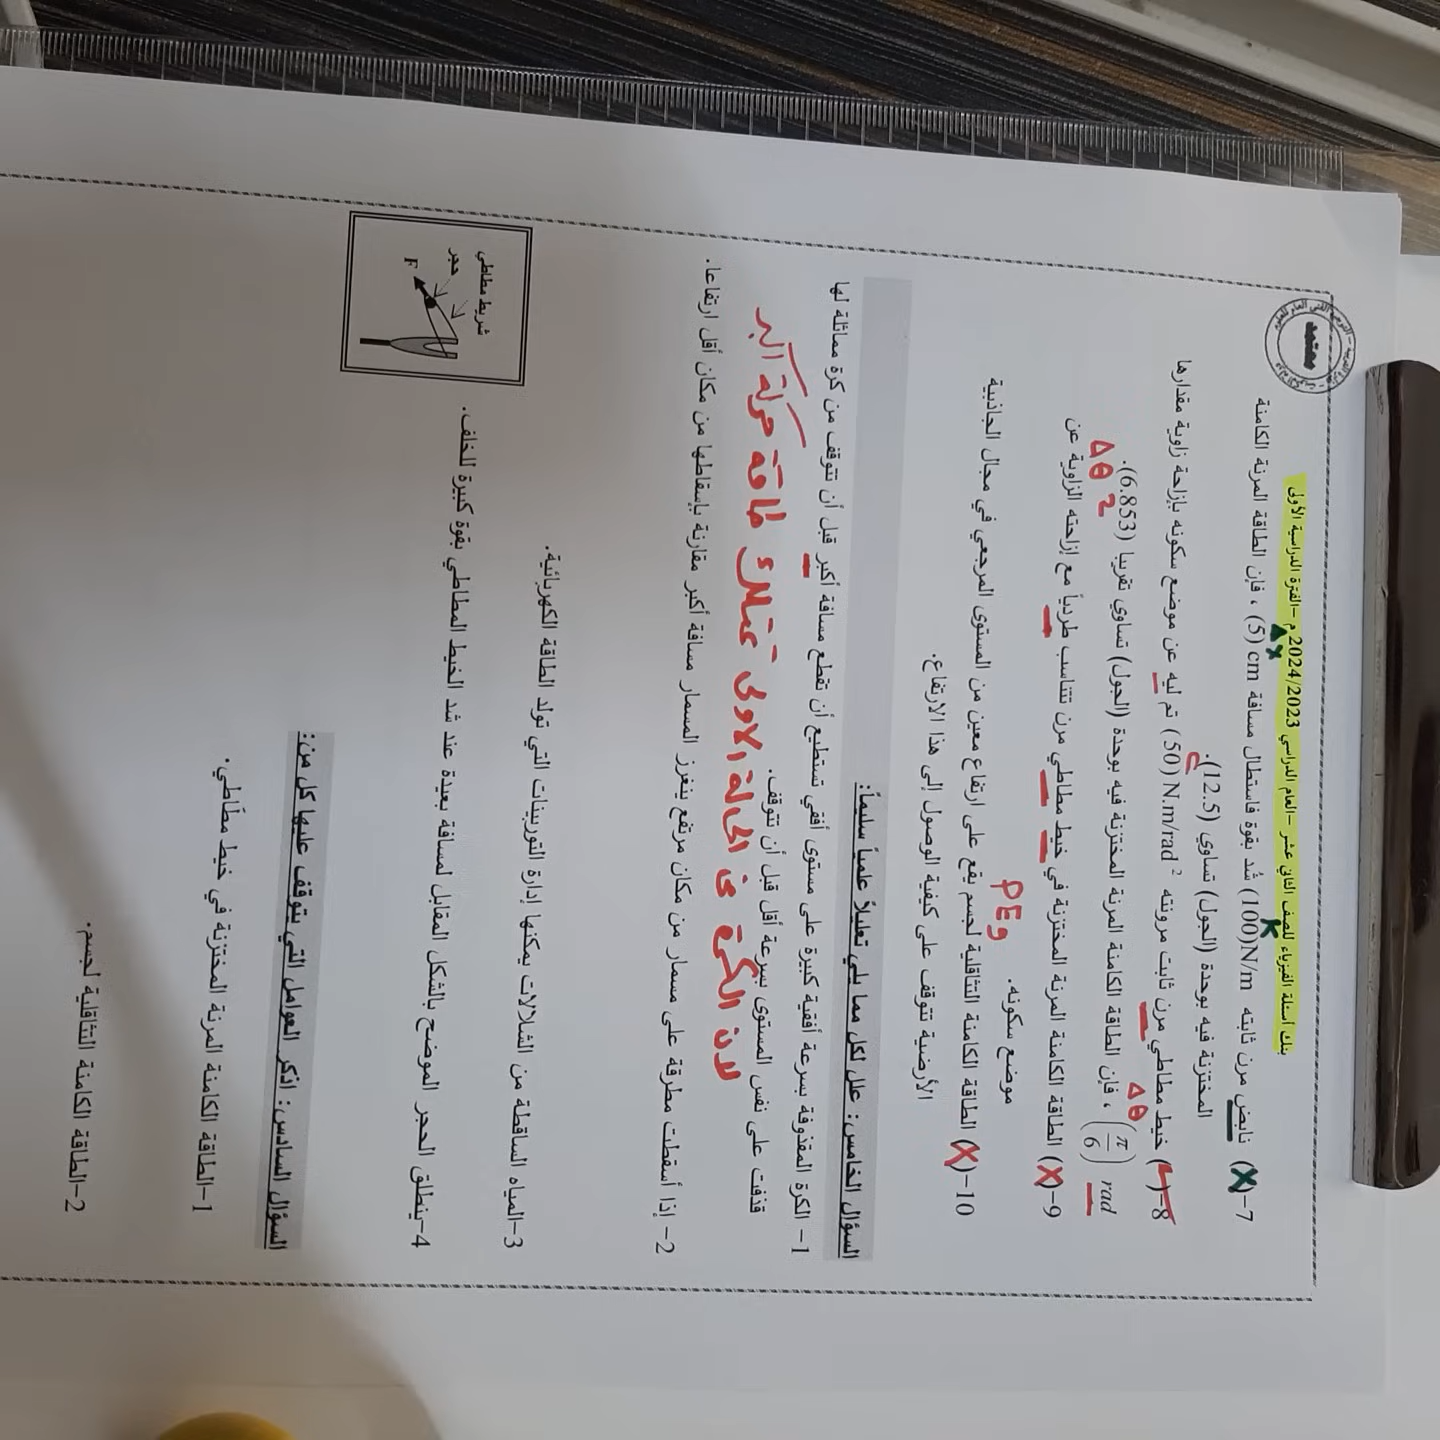 بنك أسئلة الفيزياء للصف الثاني عشر –العام الدراسي 2024/2023 م –الفترة الدراسية الأولى
معتمد
K
Δx
7-(X) نابض مرن ثابته (100)N/m شُد بقوة فاستطال مسافة cm (5) ، فإن الطاقة المرنة الكامنة
المختزنة فيه بوحدة (الجول) تساوي (12.5).
C
8-(✓) خيط مطاطي مرن ثابت مرونته (50) N.m/rad² تم ليه عن موضع سكونه بإزاحة زاوية مقدارها
Δθ
(π/6) rad ، فإن الطاقة الكامنة المرنة المختزنة فيه بوحدة (الجول) تساوي تقريبا (6.853).
Δθ 2
9-(X) الطاقة الكامنة المرنة المختزنة في خيط مطاطي مرن تتناسب طردياً مع إزاحته الزاوية عن
موضع سكونه.
PEg
10-(X) الطاقة الكامنة التثاقلية لجسم يقع على ارتفاع معين من المستوى المرجعي في مجال الجاذبية
الأرضية تتوقف على كيفية الوصول إلى هذا الارتفاع.
السؤال الخامس: علل لكل مما يلي تعليلاً علمياً سليماً:
1- الكرة المقذوفة بسرعة أفقية كبيرة على مستوى أفقي تستطيع أن تقطع مسافة أكبر قبل أن تتوقف من كرة مماثلة لها
قذفت على نفس المستوى بسرعة أقل قبل أن تتوقف.
لان الكرة في الحالة الاولى تمتلك طاقة حركة اكبر
2- إذا أسقطت مطرقة على مسمار من مكان مرتفع ينغرز المسمار مسافة أكبر مقارنة بإسقاطها من مكان أقل ارتفاعا.
3-المياه الساقطة من الشلالات يمكنها إدارة التوربينات التي تولد الطاقة الكهربائية.
4-ينطلق الحجر الموضح بالشكل المقابل لمسافة بعيدة عند شد الخيط المطاطي بقوة كبيرة للخلف.
شريط مطاطي
حجر
F
السؤال السادس: اذكر العوامل التي يتوقف عليها كل من:
1-الطاقة الكامنة المرنة المختزنة في خيط مطاطي.
2-الطاقة الكامنة التثاقلية لجسم.